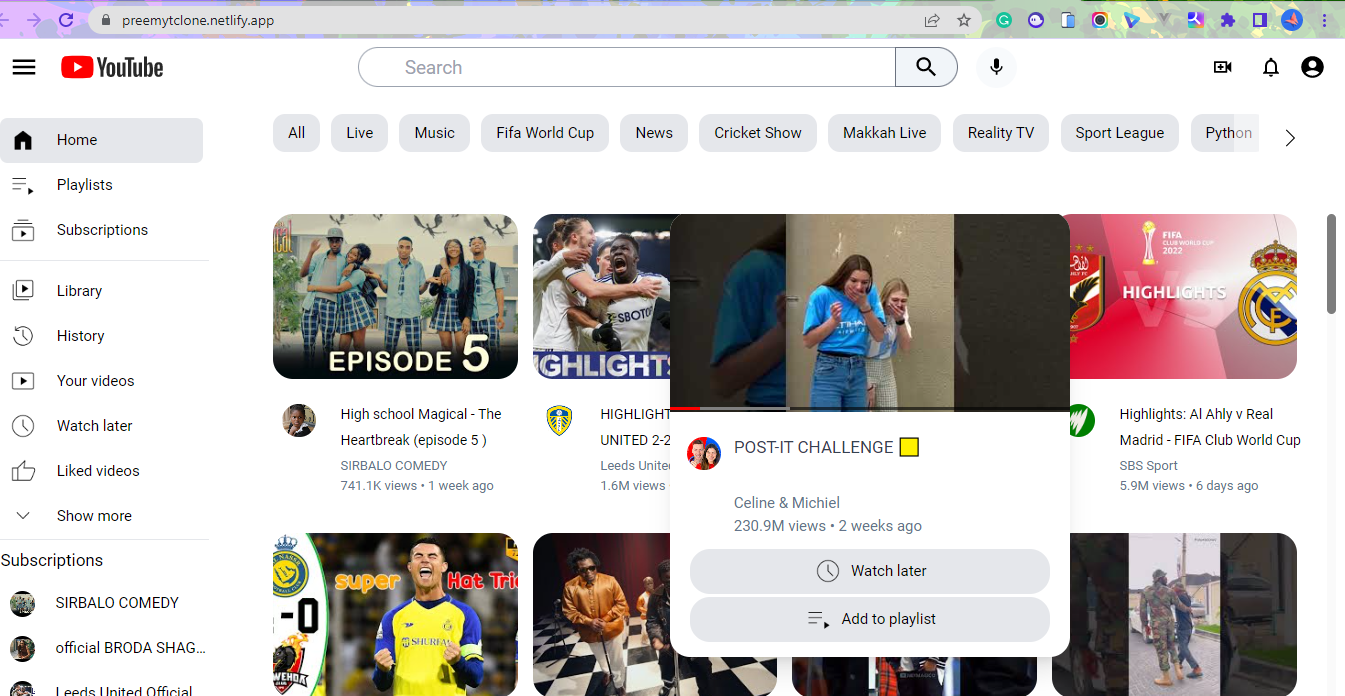 preemytclone.netlify.app
YouTube
Search
All
Live
Music
Fifa World Cup
News
Cricket Show
Makkah Live
Reality TV
Sport League
Python
Home
Playlists
Subscriptions
Library
History
Your videos
Watch later
Liked videos
Show more
Subscriptions
SIRBALO COMEDY
official BRODA SHAG...
Leeds United Official
EPISODE 5
High school Magical - The
Heartbreak (episode 5 )
SIRBALO COMEDY
741.1K views • 1 week ago
SBOTOP
HIGHLIGHTS
HIGHLIGHT
UNITED 2-2
Leeds Unite
1.6M views
ETIHAD
POST-IT CHALLENGE
Celine & Michiel
230.9M views • 2 weeks ago
Watch later
Add to playlist
FIFA
CLUB WORLD CUP
2022
VS
HIGHLIGHTS
Highlights: Al Ahly v Real
Madrid - FIFA Club World Cup
SBS Sport
5.9M views • 6 days ago
super Hat Tric
-0
WEHDA